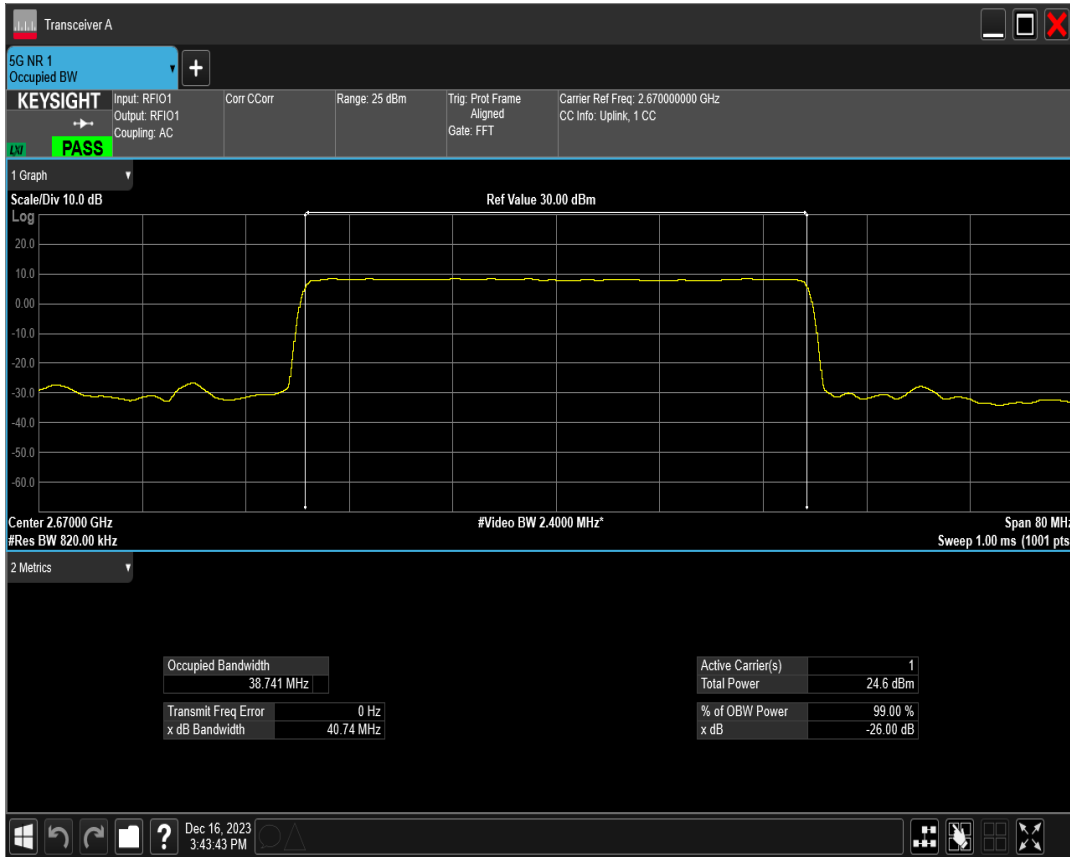 Transceiver A
5G NR 1
Occupied BW
+
KEYSIGHT
LXI
PASS
Input: RFIO1
Output: RFIO1
Coupling: AC
Corr CCorr
Range: 25 dBm
Trig: Prot Frame
Aligned
Gate: FFT
Carrier Ref Freq: 2.670000000 GHz
CC Info: Uplink, 1 CC
1 Graph
Scale/Div 10.0 dB
Ref Value 30.00 dBm
Log
20.0
10.0
0.00
-10.0
-20.0
-30.0
-40.0
-50.0
-60.0
Center 2.67000 GHz
#Video BW 2.4000 MHz*
Span 80 MHz
#Res BW 820.00 kHz
Sweep 1.00 ms (1001 pts
2 Metrics
Occupied Bandwidth
38.741 MHz
Transmit Freq Error 0 Hz
x dB Bandwidth 40.74 MHz
Active Carrier(s) 1
Total Power 24.6 dBm
% of OBW Power 99.00 %
x dB -26.00 dB
?
Dec 16, 2023
3:43:43 PM